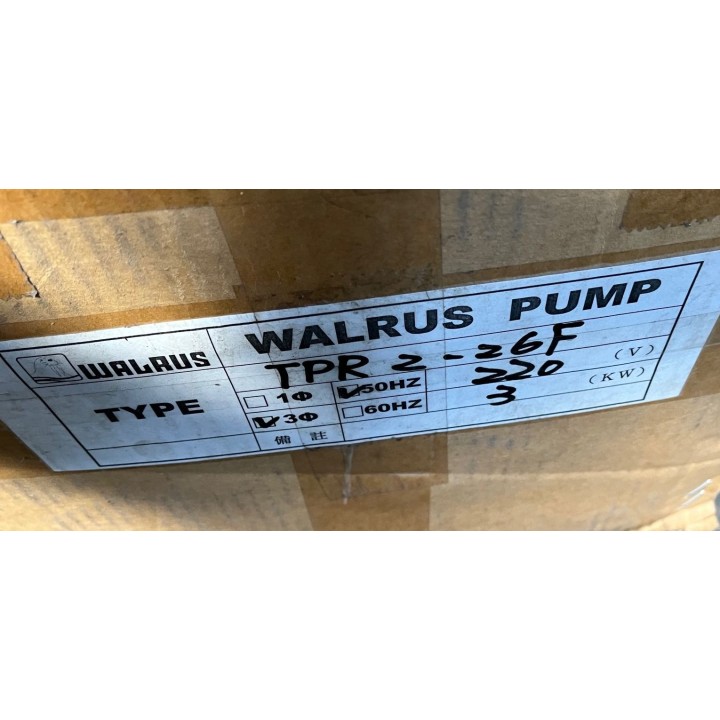 WALRUS
WALRUS PUMP
TYPE
TPR 2-26F
1Φ
50HZ
220
(V)
3Φ
60HZ
3
(KW)
備 註